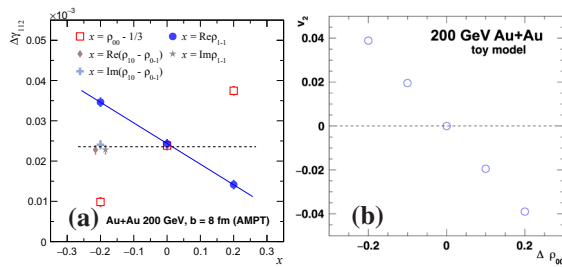 ×10⁻³
Δγ₁₁₂
0.05
0.04
0.03
0.02
0.01
0
x = ρ₀₀ - 1/3
x = Reρ₁₋₁
x = Re(ρ₁₀ - ρ₀₋₁)
x = Imρ₁₋₁
x = Im(ρ₁₀ - ρ₀₋₁)
(a)
Au+Au 200 GeV, b = 8 fm (AMPT)
−0.3 −0.2 −0.1 0 0.1 0.2 0.3
x
v₂
0.04
0.02
0
−0.02
−0.04
200 GeV Au+Au
toy model
(b)
-0.2 0 0.2
Δ ρ₀₀